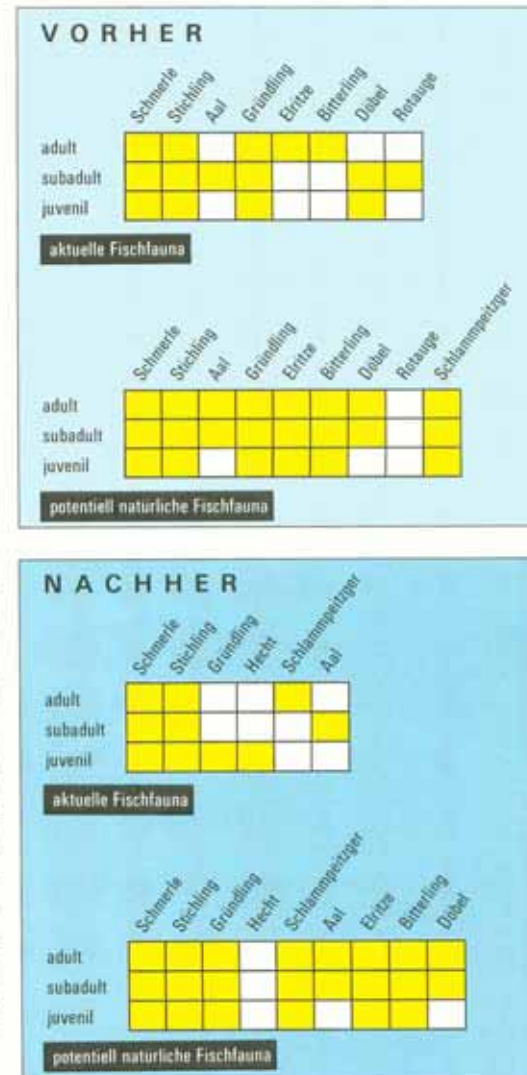 VORHER
Schmerle Stichling Aal Gründling Elritze Bitterling Döbel Rotauge
adult
subadult
juvenil
aktuelle Fischfauna
Schmerle Stichling Aal Gründling Elritze Bitterling Döbel Rotauge Schlammpeitzger
adult
subadult
juvenil
potentiell natürliche Fischfauna
NACHHER
Schmerle Stichling Gründling Hecht Schlammpeitzger Aal
adult
subadult
juvenil
aktuelle Fischfauna
Schmerle Stichling Gründling Hecht Schlammpeitzger Aal Elritze Bitterling Döbel
adult
subadult
juvenil
potentiell natürliche Fischfauna